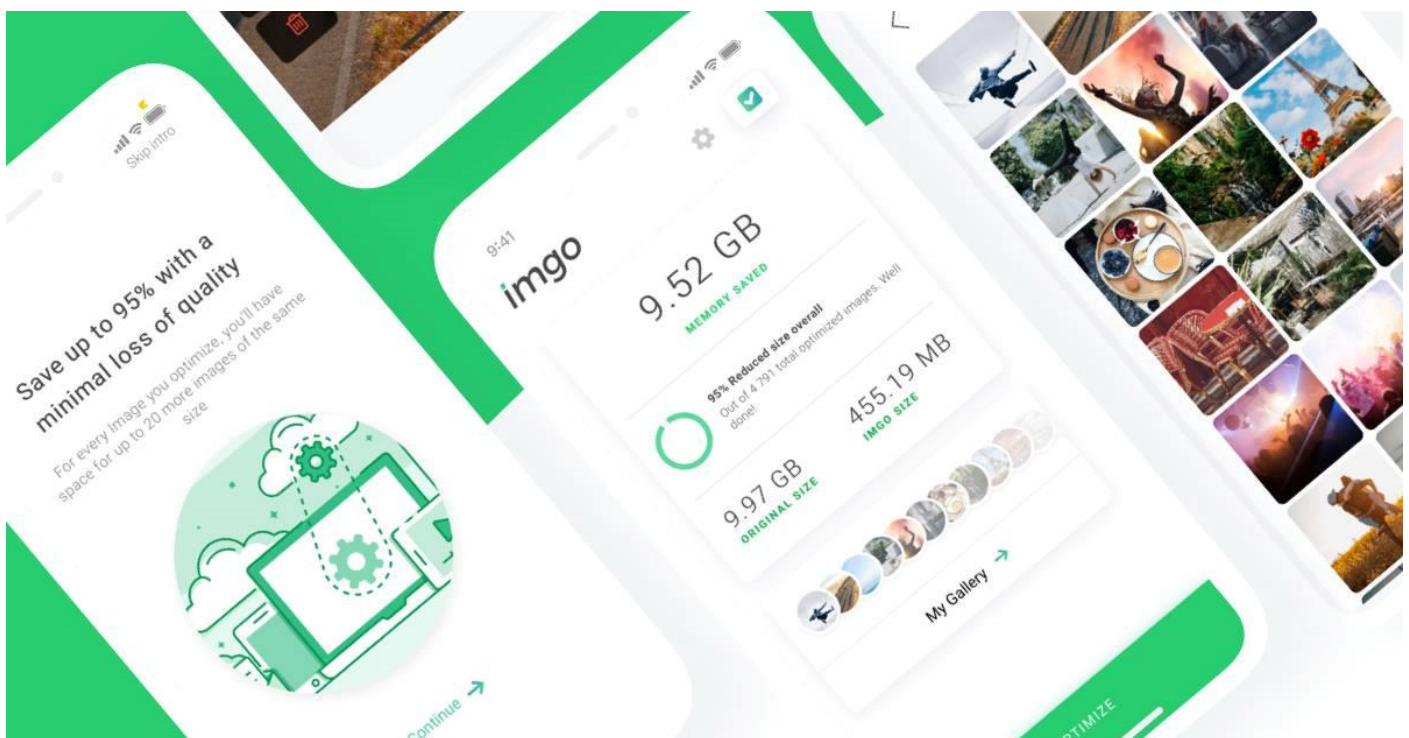 Skip intro
Save up to 95% with a
minimal loss of quality
For every image you optimize, you'll have
space for up to 20 more images of the same
size
Continue
9:41
imgo
9.52 GB
MEMORY SAVED
95% Reduced size overall
Out of 4 791 total optimized images. Well
done!
9.97 GB
ORIGINAL SIZE
455.19 MB
IMGO SIZE
My Gallery
PTIMIZE